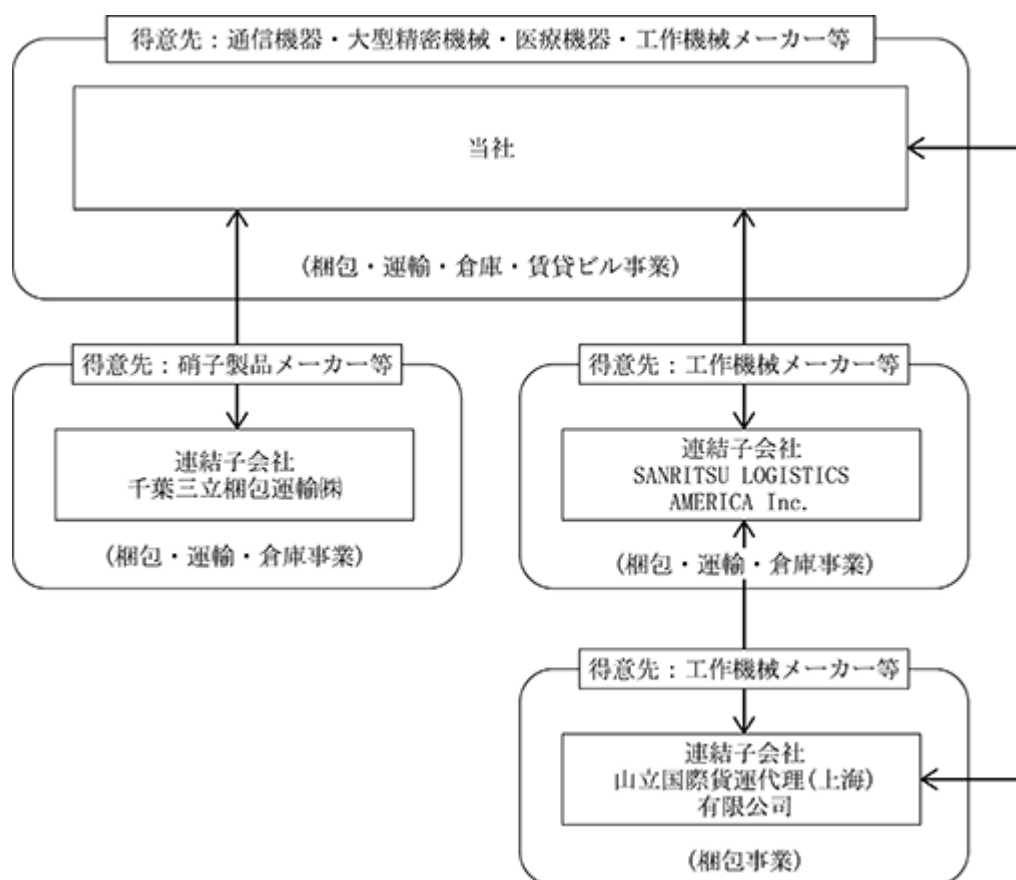 得意先：通信機器・大型精密機械・医療機器・工作機械メーカー等
当社
(梱包・運輸・倉庫・賃貸ビル事業)
得意先：硝子製品メーカー等
連結子会社
千葉三立梱包運輸㈱
(梱包・運輸・倉庫事業)
得意先：工作機械メーカー等
連結子会社
SANRITSU LOGISTICS
AMERICA Inc.
(梱包・運輸・倉庫事業)
得意先：工作機械メーカー等
連結子会社
山立国際貨運代理(上海)
有限公司
(梱包事業)